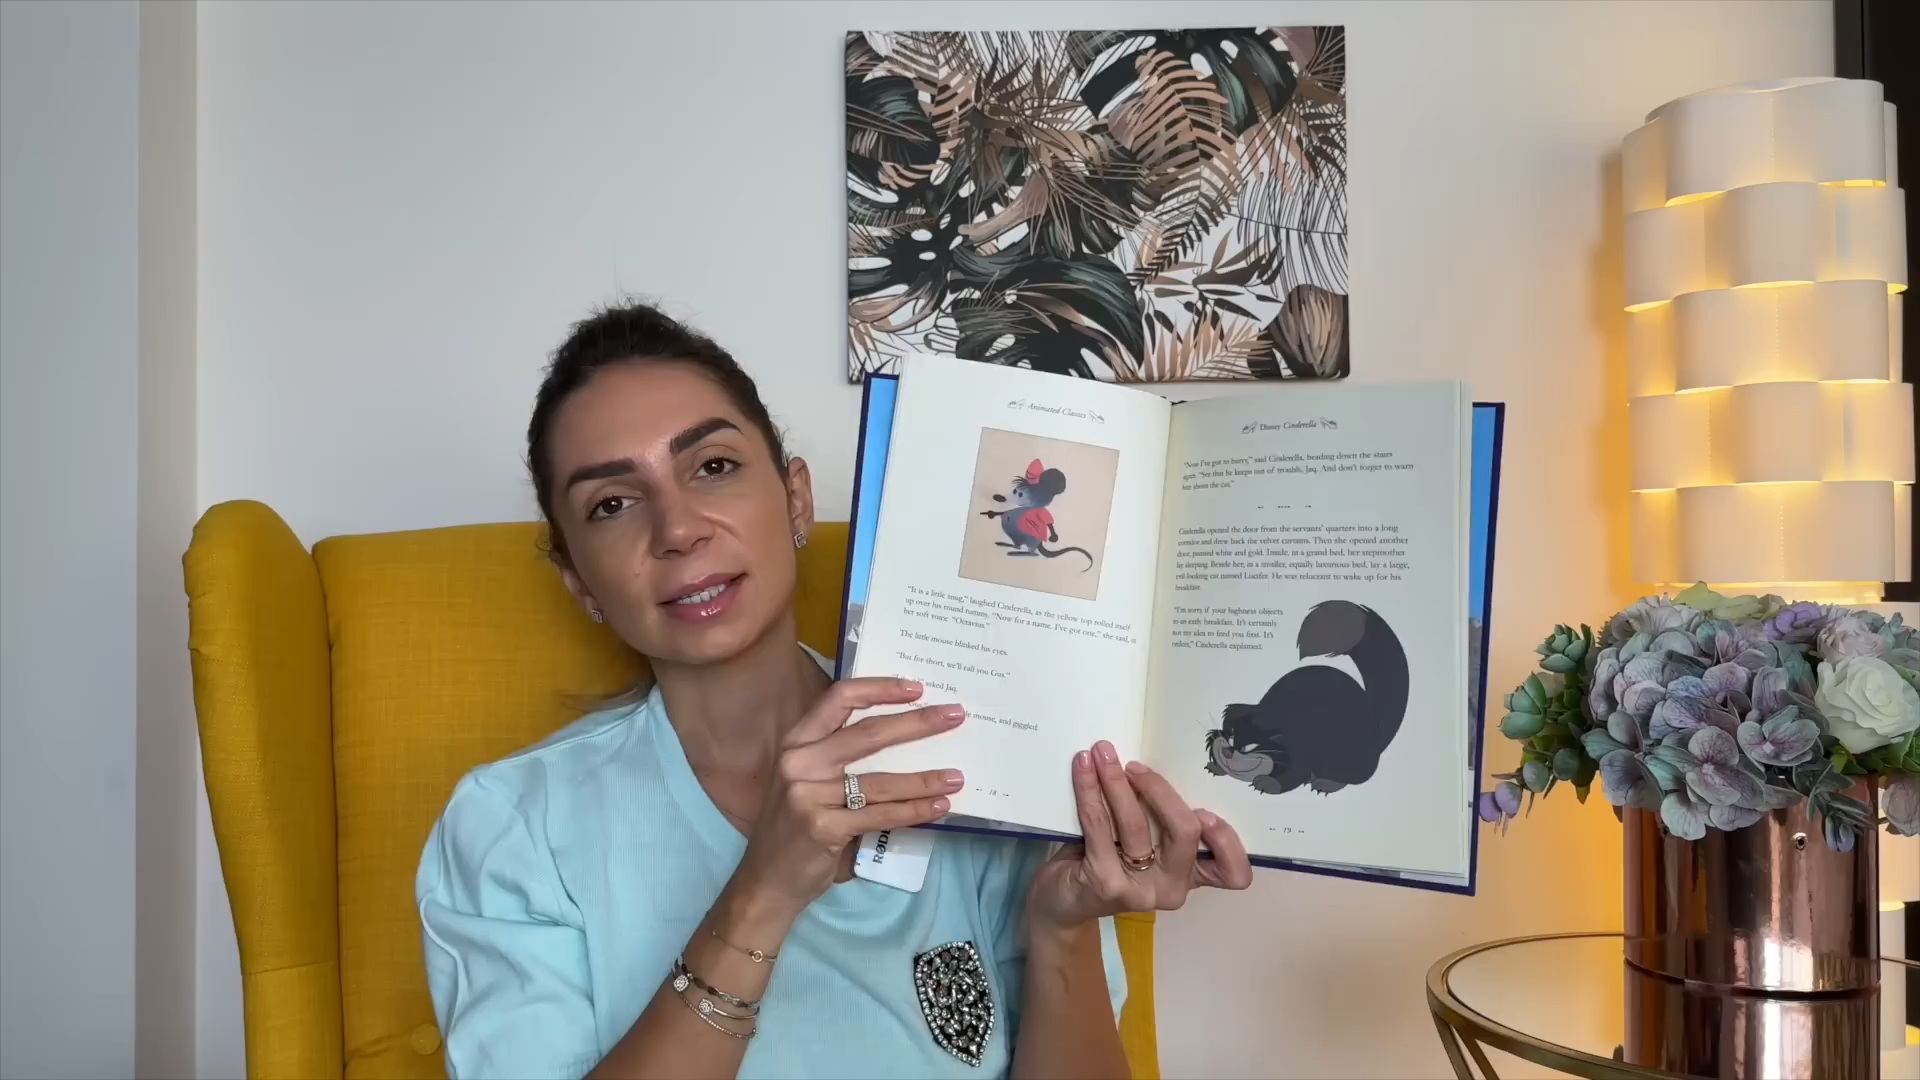 Animated Classics
"It is a little snug," laughed Cinderella, as the yellow top rolled itself
up over his round tummy. "Now for a name. I've got one," she said, in
her soft voice. "Octavius."
The little mouse blinked his eyes.
"But for short, we'll call you Gus."
asked Jaq.
mouse, and giggled.
18
Disney Cinderella
"Now I've got to hurry," said Cinderella, heading down the stairs
again. "See that he keeps out of trouble, Jaq. And don't forget to warn
him about the cat."
Cinderella opened the door from the servants' quarters into a long
corridor and drew back the velvet curtains. Then she opened another
door, painted white and gold. Inside, in a grand bed, her stepmother
lay sleeping. Beside her, in a smaller, equally luxurious bed, lay a large,
evil-looking cat named Lucifer. He was reluctant to wake up for his
breakfast.
"I'm sorry if your highness objects
to an early breakfast. It's certainly
not my idea to feed you first. It's
orders," Cinderella explained.
19
RØDE